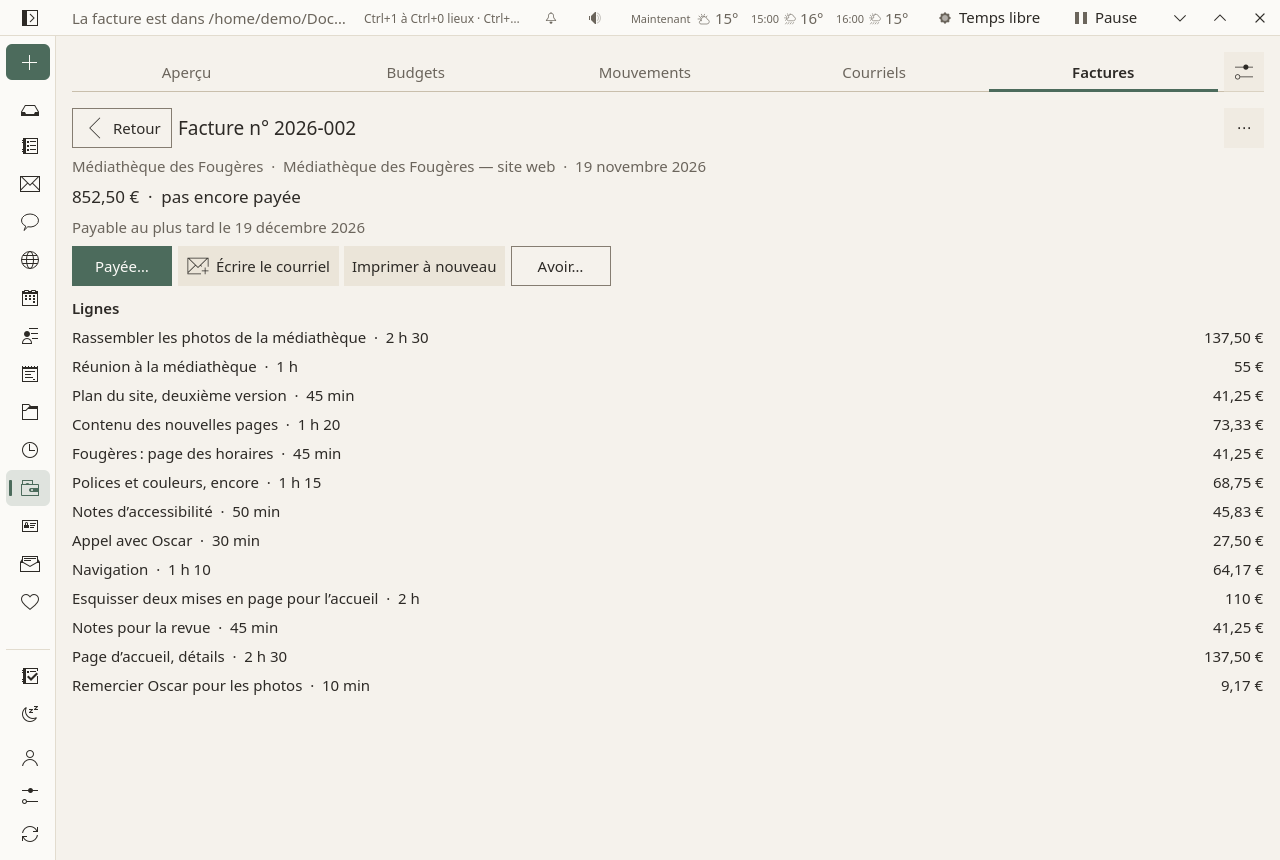 La facture est dans /home/demo/Doc... Ctrl+1 à Ctrl+0 lieux · Ctrl+... Maintenant 15° 15:00 16° 16:00 15° Temps libre Pause
Aperçu Budgets Mouvements Courriels Factures
Retour Facture n° 2026-002 ...
Médiathèque des Fougères · Médiathèque des Fougères — site web · 19 novembre 2026
852,50 € · pas encore payée
Payable au plus tard le 19 décembre 2026
Payée... Écrire le courriel Imprimer à nouveau Avoir...
Lignes
Rassembler les photos de la médiathèque · 2 h 30 137,50 €
Réunion à la médiathèque · 1 h 55 €
Plan du site, deuxième version · 45 min 41,25 €
Contenu des nouvelles pages · 1 h 20 73,33 €
Fougères : page des horaires · 45 min 41,25 €
Polices et couleurs, encore · 1 h 15 68,75 €
Notes d’accessibilité · 50 min 45,83 €
Appel avec Oscar · 30 min 27,50 €
Navigation · 1 h 10 64,17 €
Esquisser deux mises en page pour l’accueil · 2 h 110 €
Notes pour la revue · 45 min 41,25 €
Page d’accueil, détails · 2 h 30 137,50 €
Remercier Oscar pour les photos · 10 min 9,17 €